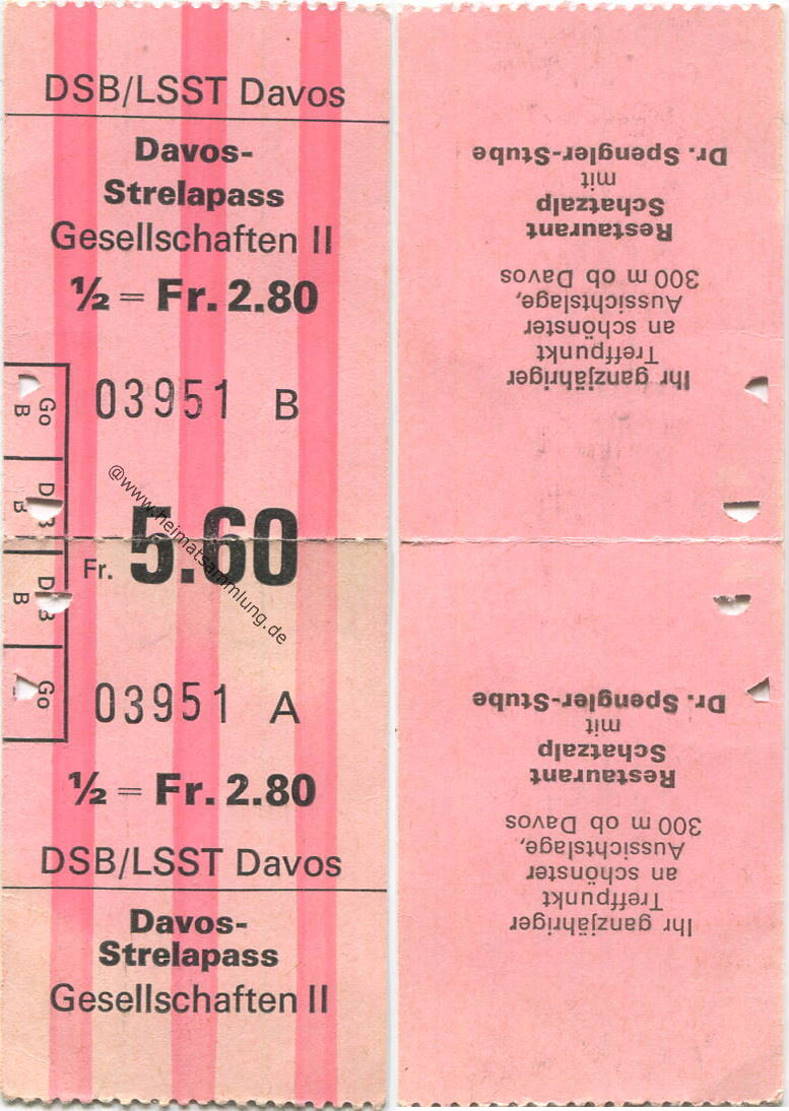 DSB/LSST Davos
Davos-
Strelapass
Gesellschaften II
½ = Fr. 2.80
03951 B
Go
B
B
Fr. 5.60
@www.heimatsammlung.de
B
Go
03951 A
½ = Fr. 2.80
DSB/LSST Davos
Davos-
Strelapass
Gesellschaften II
Ihr ganzjähriger
Treffpunkt
an schönster
Aussichtslage,
300 m ob Davos
Restaurant
Schatzalp
mit
Dr. Spengler-Stube
Ihr ganzjähriger
Treffpunkt
an schönster
Aussichtslage,
300 m ob Davos
Restaurant
Schatzalp
mit
Dr. Spengler-Stube